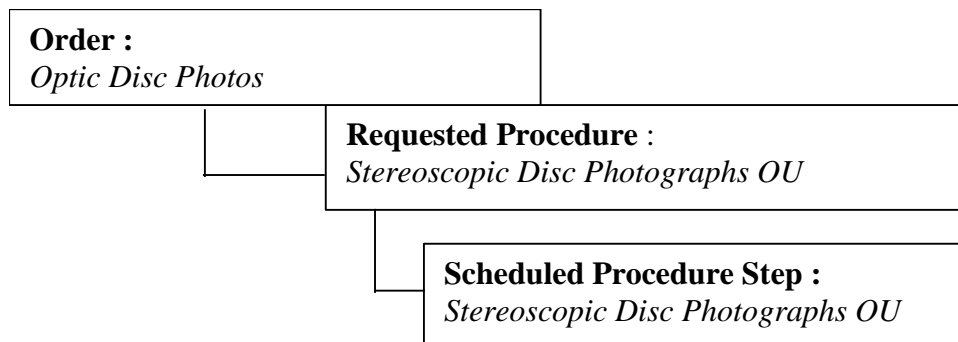 Order :
Optic Disc Photos
Requested Procedure :
Stereoscopic Disc Photographs OU
Scheduled Procedure Step :
Stereoscopic Disc Photographs OU